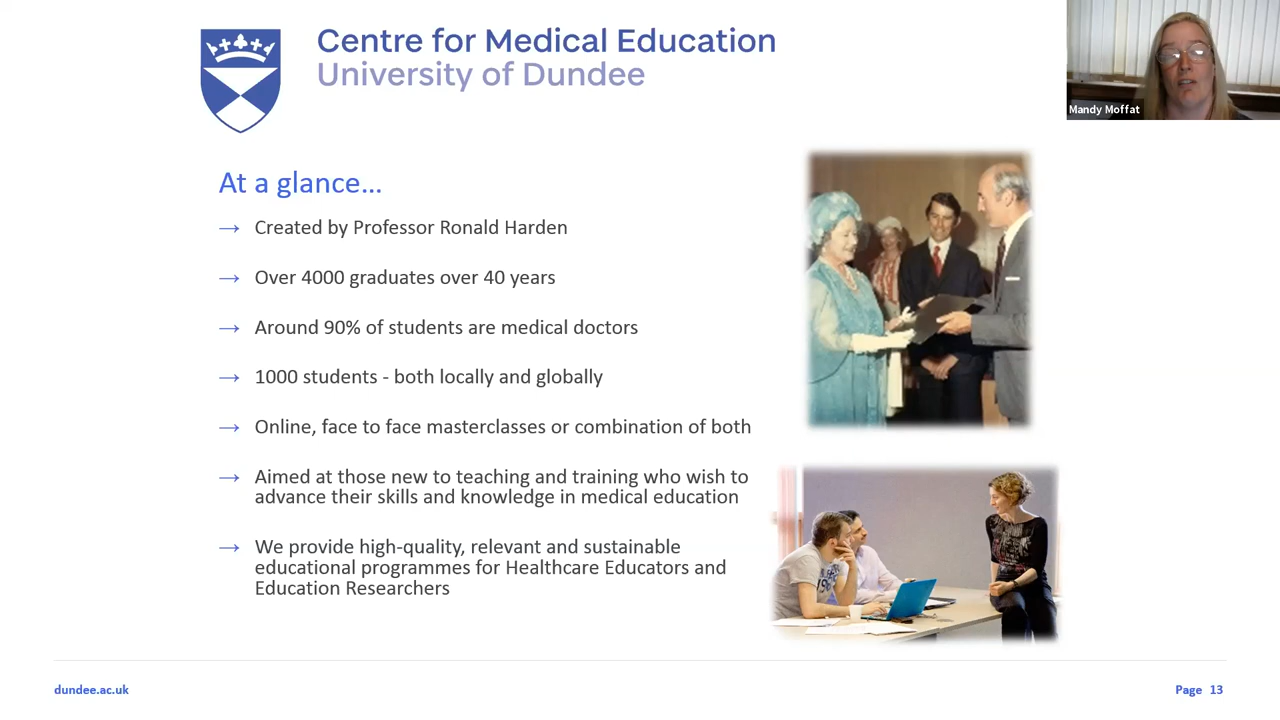 Centre for Medical Education
University of Dundee
Mandy Moffat
At a glance...
→ Created by Professor Ronald Harden
→ Over 4000 graduates over 40 years
→ Around 90% of students are medical doctors
→ 1000 students - both locally and globally
→ Online, face to face masterclasses or combination of both
→ Aimed at those new to teaching and training who wish to
advance their skills and knowledge in medical education
→ We provide high-quality, relevant and sustainable
educational programmes for Healthcare Educators and
Education Researchers
dundee.ac.uk
Page 13